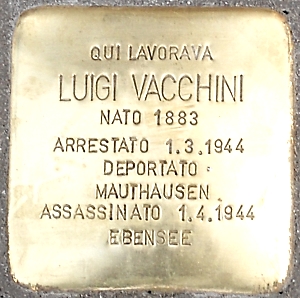 QUI LAVORAVA
LUIGI VACCHINI
NATO 1883
ARRESTATO 1.3.1944
DEPORTATO
MAUTHAUSEN
ASSASSINATO 1.4.1944
EBENSEE